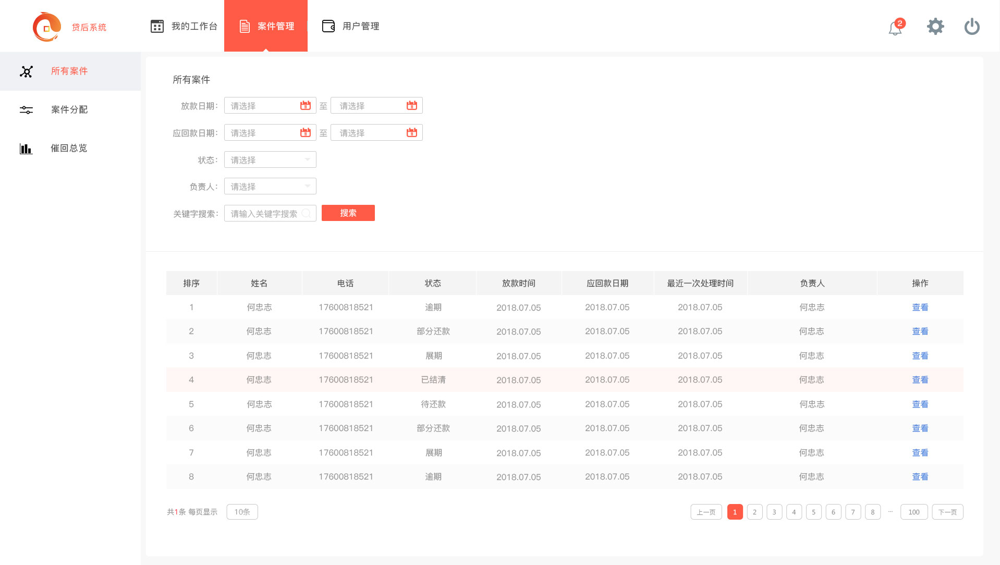 贷后系统
我的工作台
案件管理
用户管理
2
所有案件
案件分配
催回总览
所有案件
放款日期： 请选择 11 至 请选择 11
应回款日期： 请选择 11 至 请选择 11
状态： 请选择
负责人： 请选择
关键字搜索： 请输入关键字搜索 搜索
排序 姓名 电话 状态 放款时间 应回款日期 最近一次处理时间 负责人 操作
1 何忠志 17600818521 逾期 2018.07.05 2018.07.05 2018.07.05 何忠志 查看
2 何忠志 17600818521 部分还款 2018.07.05 2018.07.05 2018.07.05 何忠志 查看
3 何忠志 17600818521 展期 2018.07.05 2018.07.05 2018.07.05 何忠志 查看
4 何忠志 17600818521 已结清 2018.07.05 2018.07.05 2018.07.05 何忠志 查看
5 何忠志 17600818521 待还款 2018.07.05 2018.07.05 2018.07.05 何忠志 查看
6 何忠志 17600818521 部分还款 2018.07.05 2018.07.05 2018.07.05 何忠志 查看
7 何忠志 17600818521 展期 2018.07.05 2018.07.05 2018.07.05 何忠志 查看
8 何忠志 17600818521 逾期 2018.07.05 2018.07.05 2018.07.05 何忠志 查看
共1条 每页显示 10条 上一页 1 2 3 4 5 6 7 8 ... 100 下一页